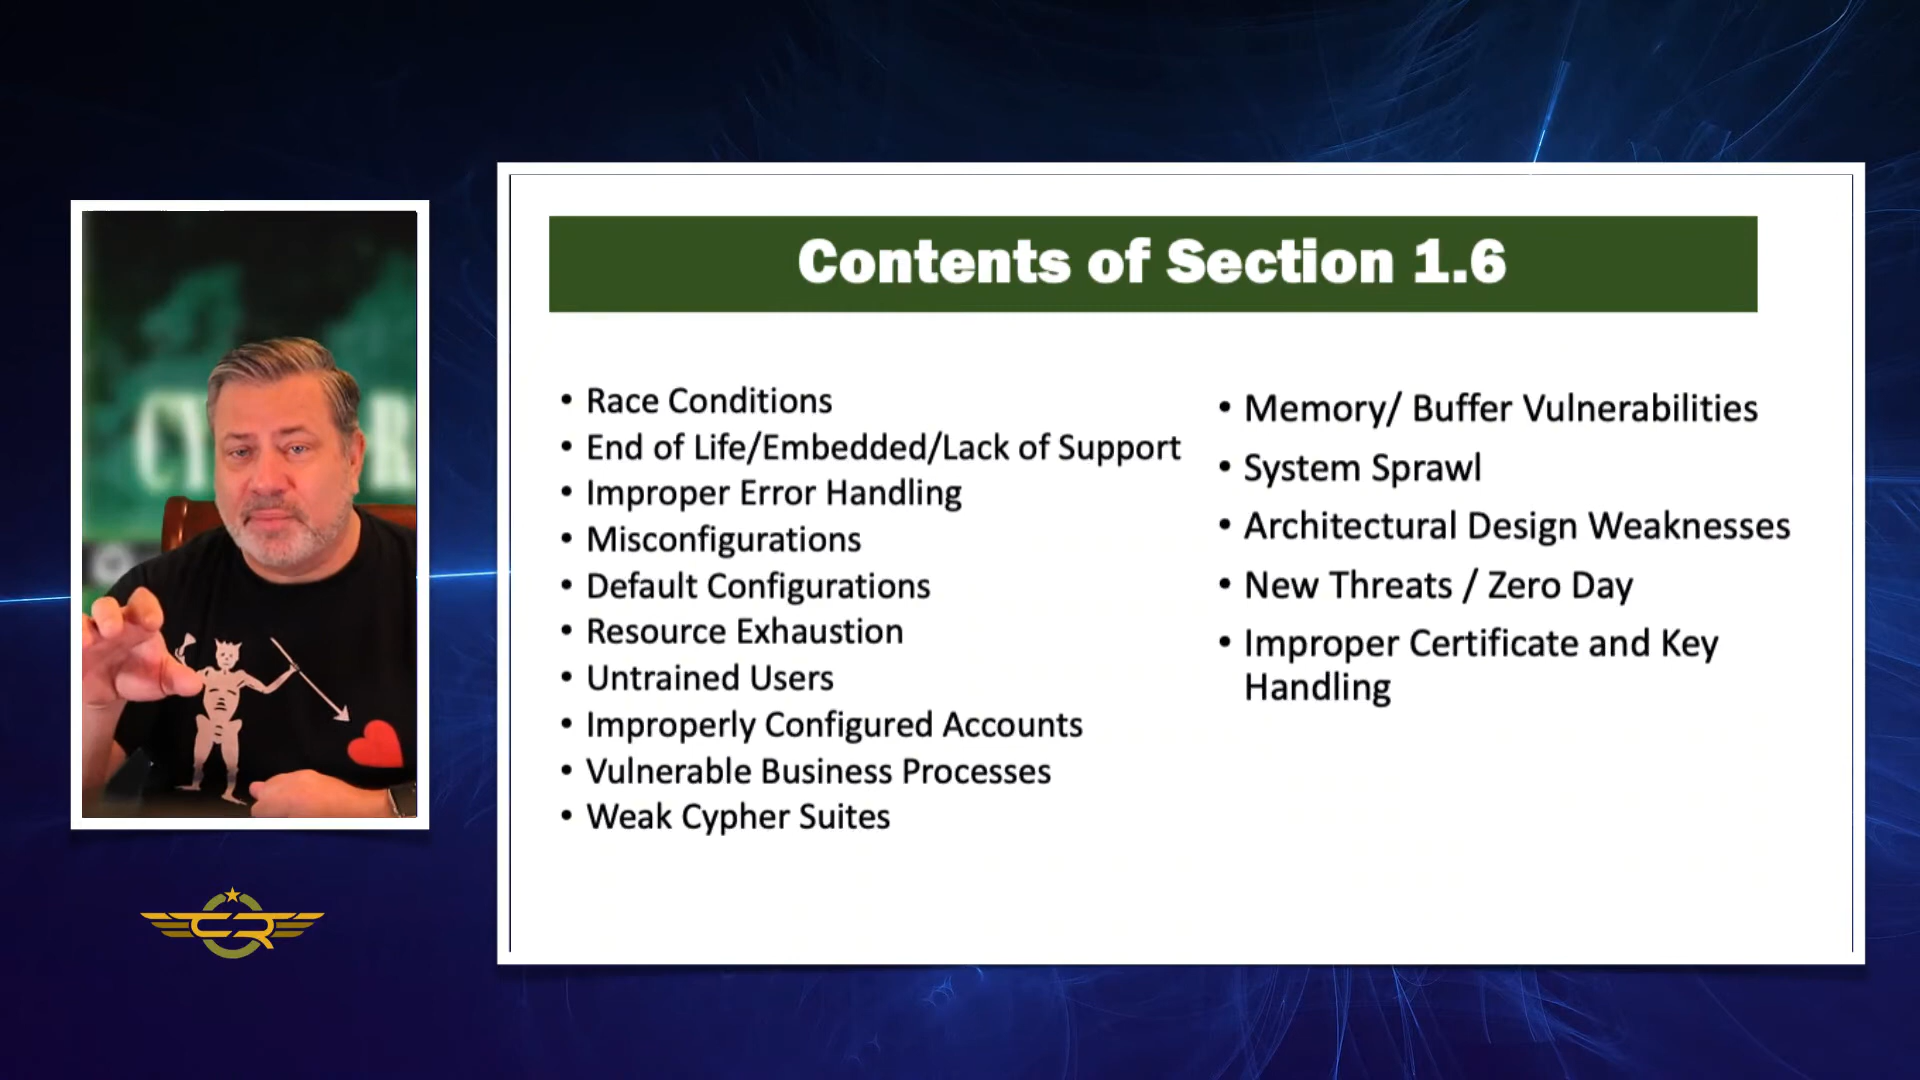 Contents of Section 1.6
• Race Conditions
• End of Life/Embedded/Lack of Support
• Improper Error Handling
• Misconfigurations
• Default Configurations
• Resource Exhaustion
• Untrained Users
• Improperly Configured Accounts
• Vulnerable Business Processes
• Weak Cypher Suites
• Memory/ Buffer Vulnerabilities
• System Sprawl
• Architectural Design Weaknesses
• New Threats / Zero Day
• Improper Certificate and Key
Handling
CR